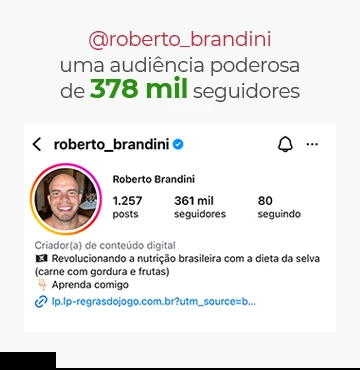 @roberto_brandini
uma audiência poderosa
de 378 mil seguidores
roberto_brandini
Roberto Brandini
1.257 361 mil 80
posts seguidores seguindo
Criador(a) de conteúdo digital
Revolucionando a nutrição brasileira com a dieta da selva
(carne com gordura e frutas)
👇🏻 Aprenda comigo
lp.lp-regrasdojogo.com.br?utm_source=b...